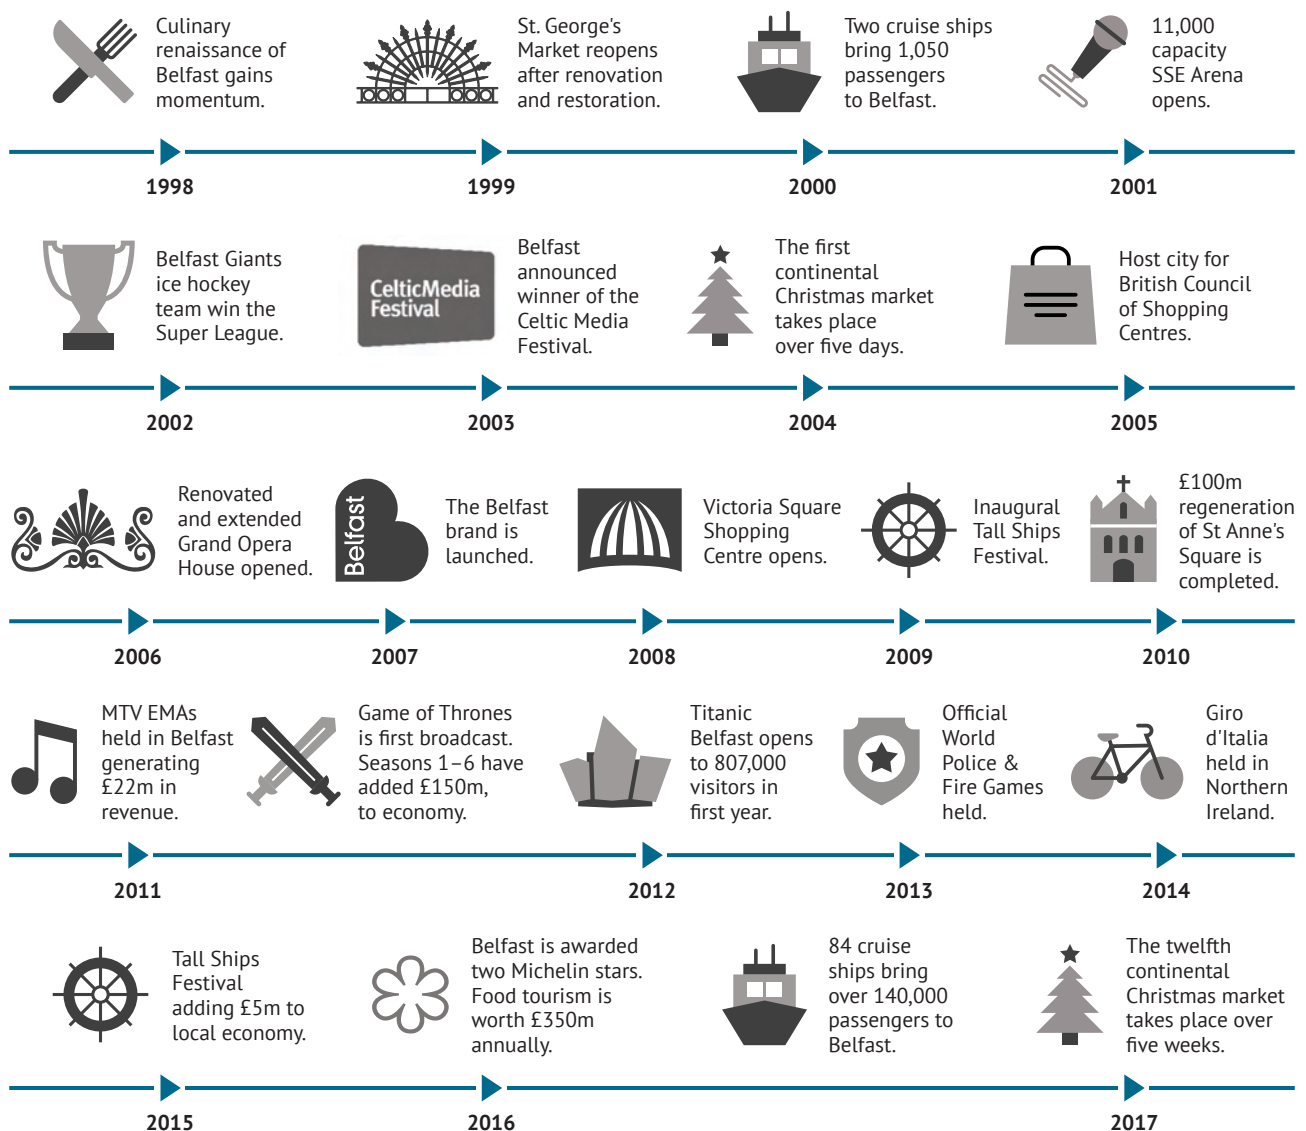 Culinary
renaissance of
Belfast gains
momentum.
St. George's
Market reopens
after renovation
and restoration.
Two cruise ships
bring 1,050
passengers
to Belfast.
11,000
capacity
SSE Arena
opens.
1998
1999
2000
2001
Belfast Giants
ice hockey
team win the
Super League.
CelticMedia
Festival
Belfast
announced
winner of the
Celtic Media
Festival.
The first
continental
Christmas market
takes place
over five days.
Host city for
British Council
of Shopping
Centres.
2002
2003
2004
2005
Renovated
and extended
Grand Opera
House opened.
Belfast
The Belfast
brand is
launched.
Victoria Square
Shopping
Centre opens.
Inaugural
Tall Ships
Festival.
£100m
regeneration
of St Anne's
Square is
completed.
2006
2007
2008
2009
2010
MTV EMAs
held in Belfast
generating
£22m in
revenue.
Game of Thrones
is first broadcast.
Seasons 1–6 have
added £150m,
to economy.
Titanic
Belfast opens
to 807,000
visitors in
first year.
Official
World
Police &
Fire Games
held.
Giro
d'Italia
held in
Northern
Ireland.
2011
2012
2013
2014
Tall Ships
Festival
adding £5m to
local economy.
Belfast is awarded
two Michelin stars.
Food tourism is
worth £350m
annually.
84 cruise
ships bring
over 140,000
passengers to
Belfast.
The twelfth
continental
Christmas market
takes place over
five weeks.
2015
2016
2017